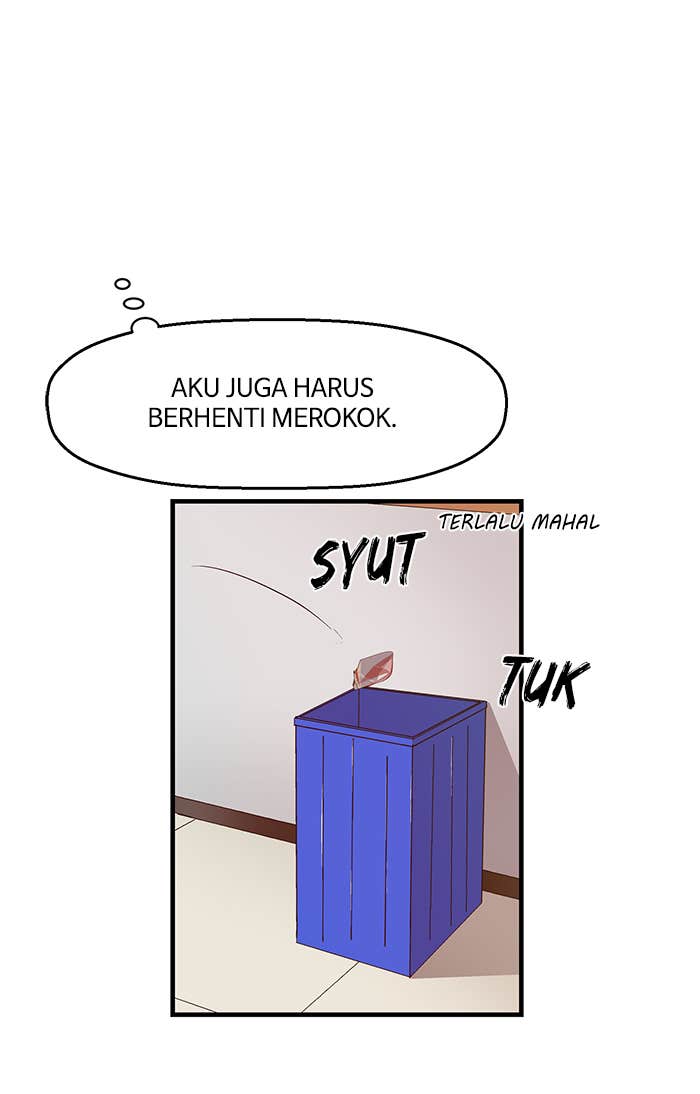 AKU JUGA HARUS
BERHENTI MEROKOK.
TERLALU MAHAL
SYUT
TUK